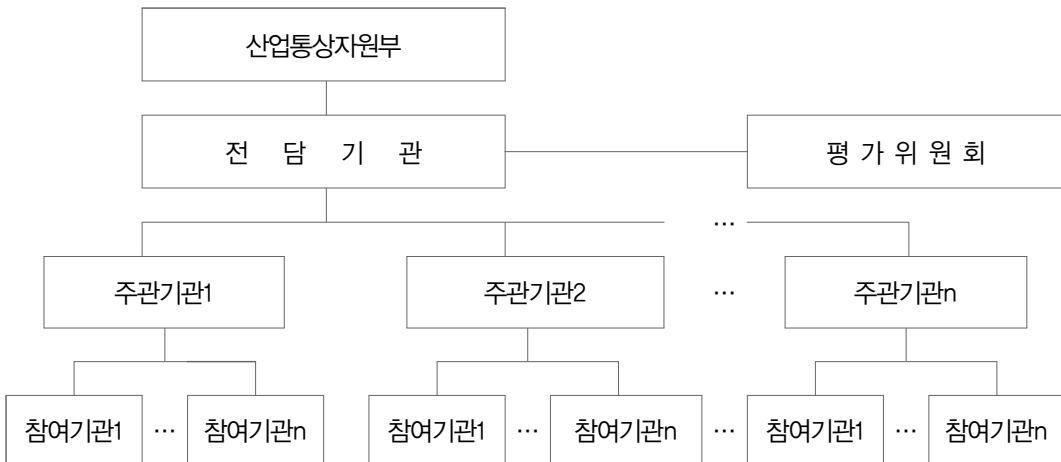 산업통상자원부
전 담 기 관
평 가 위 원 회
…
주관기관1
주관기관2
…
주관기관n
참여기관1
…
참여기관n
참여기관1
…
참여기관n
…
참여기관1
…
참여기관n